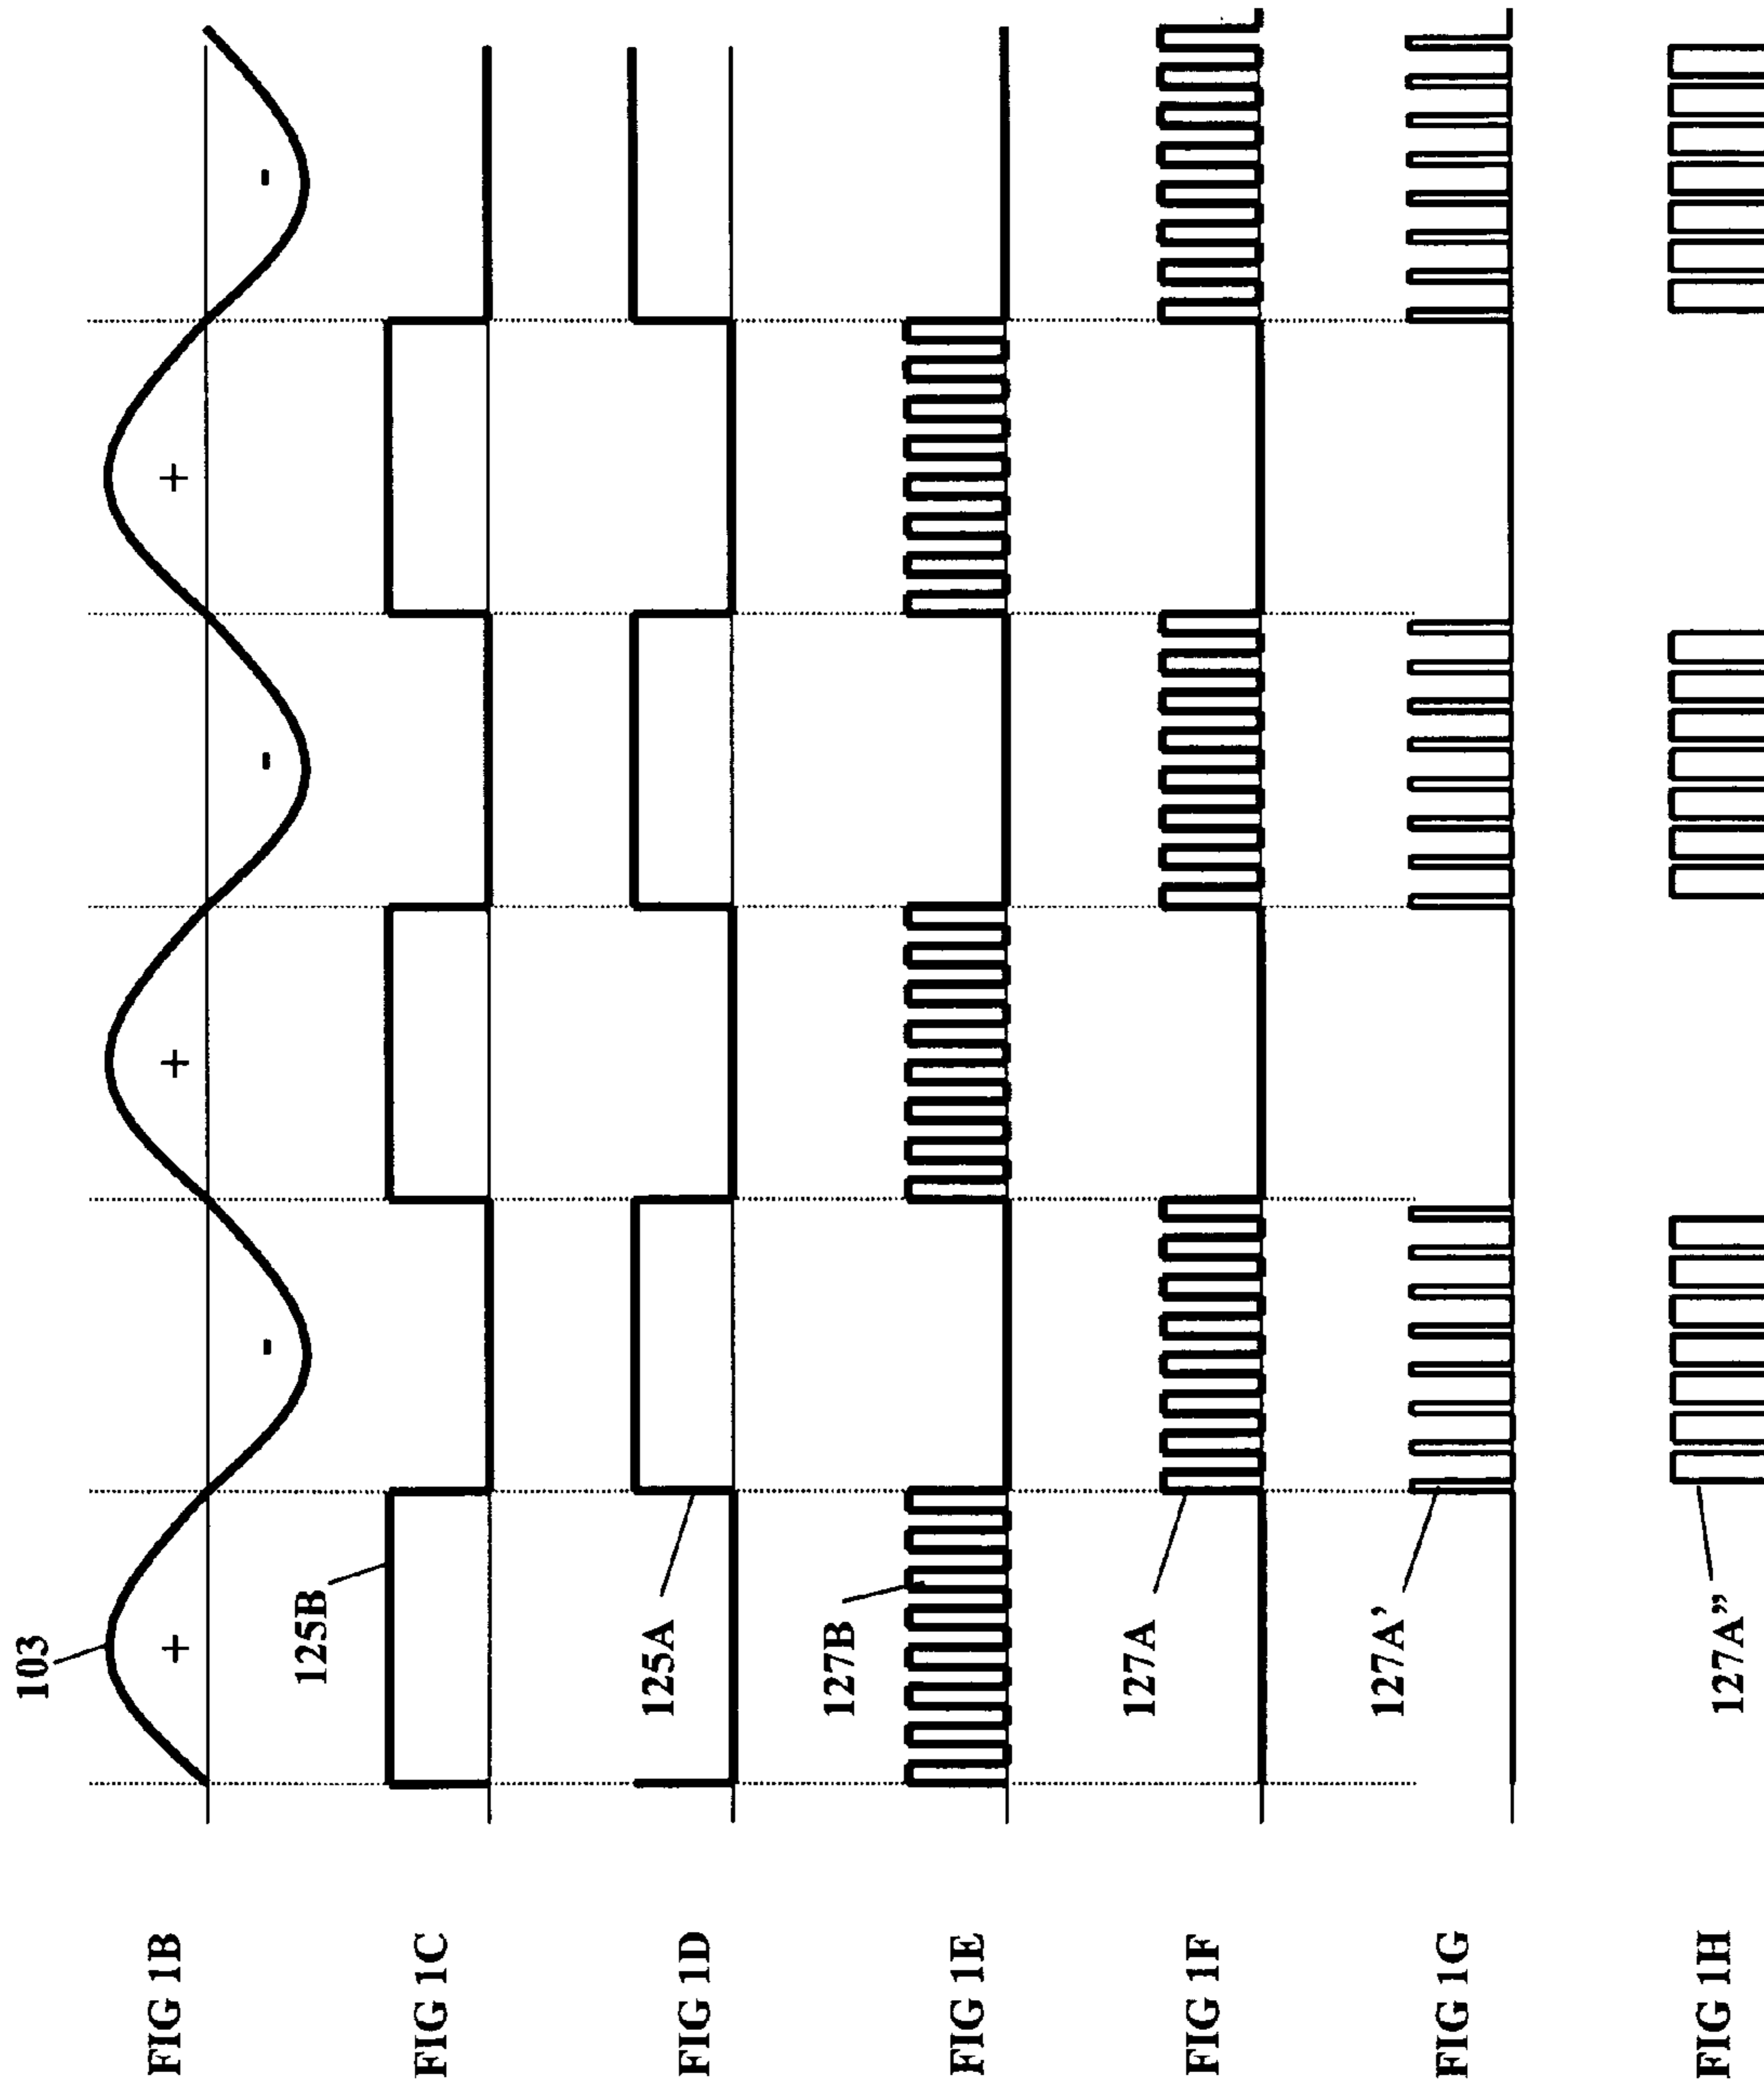 103
+
-
+
-
+
-
FIG 1B
125B
FIG 1C
125A
FIG 1D
127B
FIG 1E
127A
FIG 1F
127A’
FIG 1G
127A”
FIG 1H